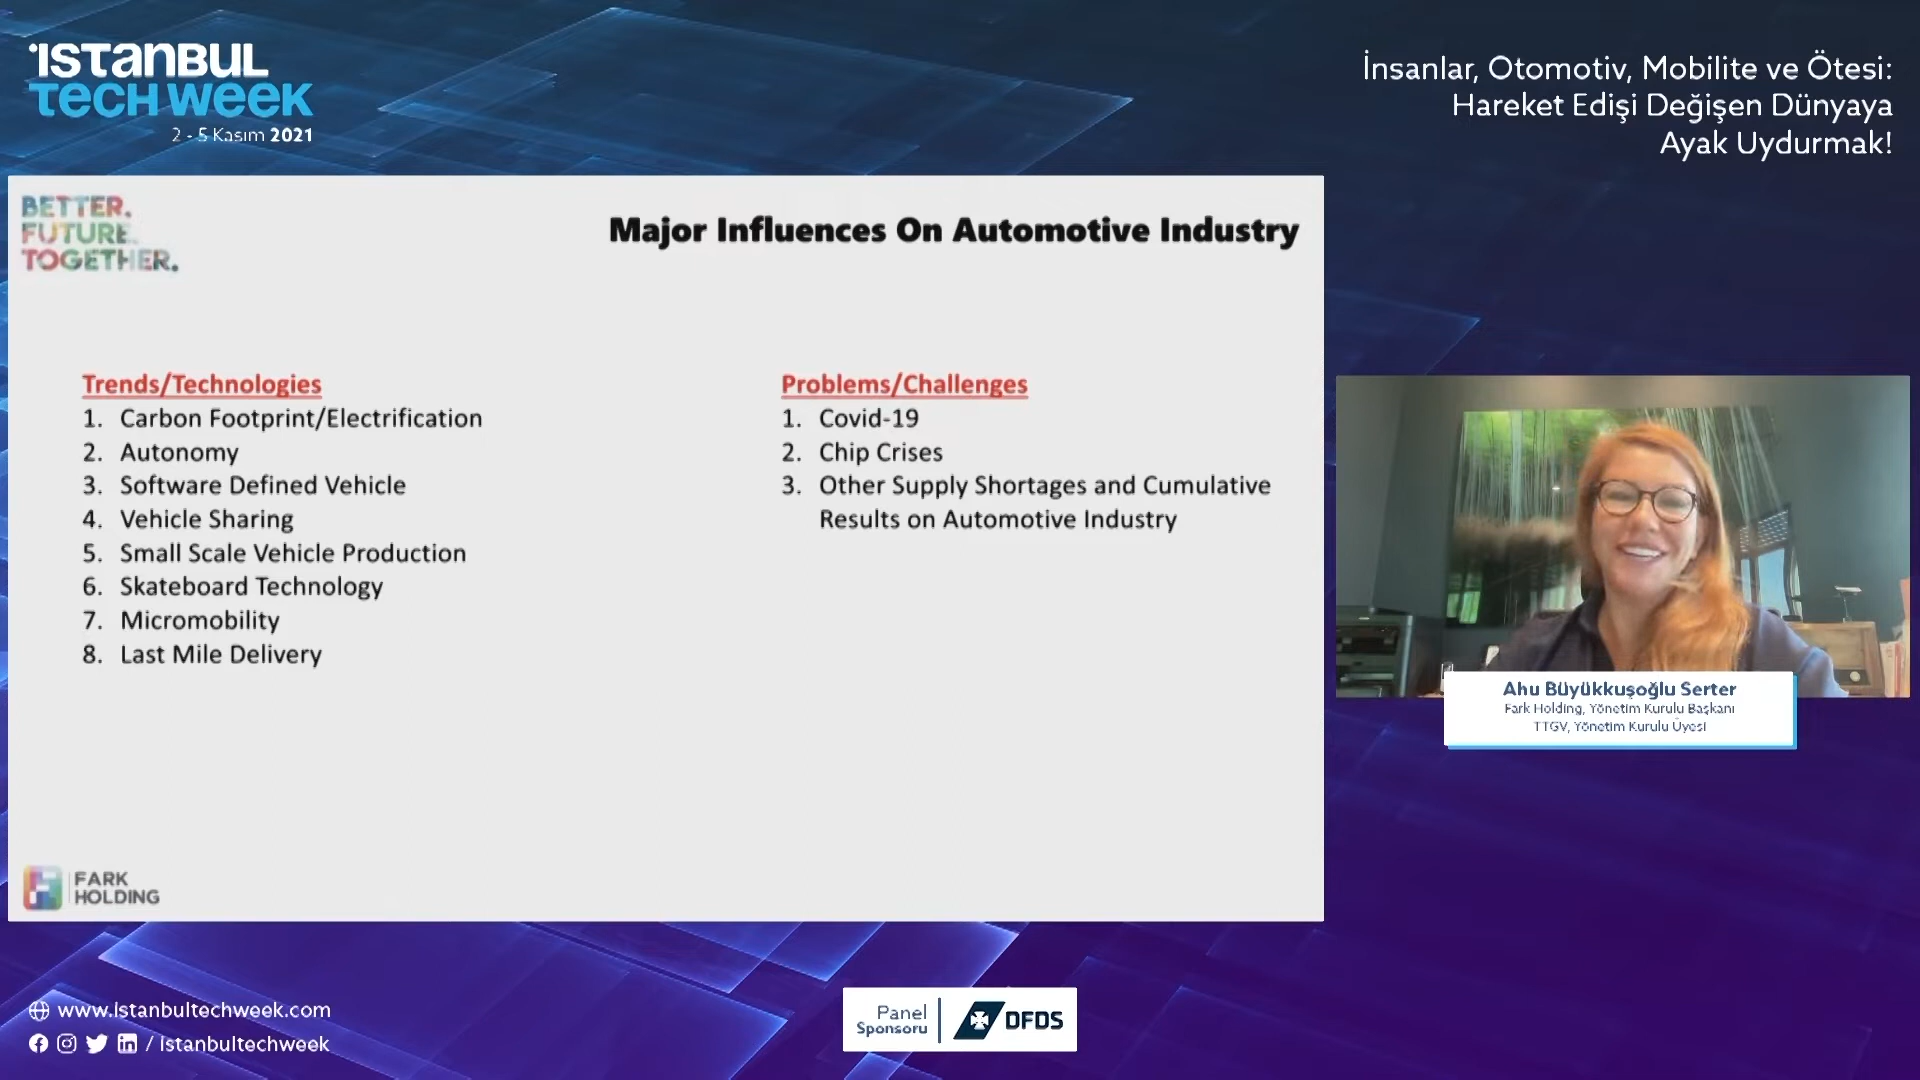 ISTANBUL
TECH WEEK
2 - 5 Kasım 2021
İnsanlar, Otomotiv, Mobilite ve Ötesi:
Hareket Edişi Değişen Dünyaya
Ayak Uydurmak!
BETTER.
FUTURE.
TOGETHER.
Major Influences On Automotive Industry
Trends/Technologies
1. Carbon Footprint/Electrification
2. Autonomy
3. Software Defined Vehicle
4. Vehicle Sharing
5. Small Scale Vehicle Production
6. Skateboard Technology
7. Micromobility
8. Last Mile Delivery
Problems/Challenges
1. Covid-19
2. Chip Crises
3. Other Supply Shortages and Cumulative
Results on Automotive Industry
FARK
HOLDING
Ahu Büyükkuşoğlu Serter
Fark Holding, Yönetim Kurulu Başkanı
TTGV, Yönetim Kurulu Üyesi
www.istanbultechweek.com
/ istanbultechweek
Panel
Sponsoru
DFDS